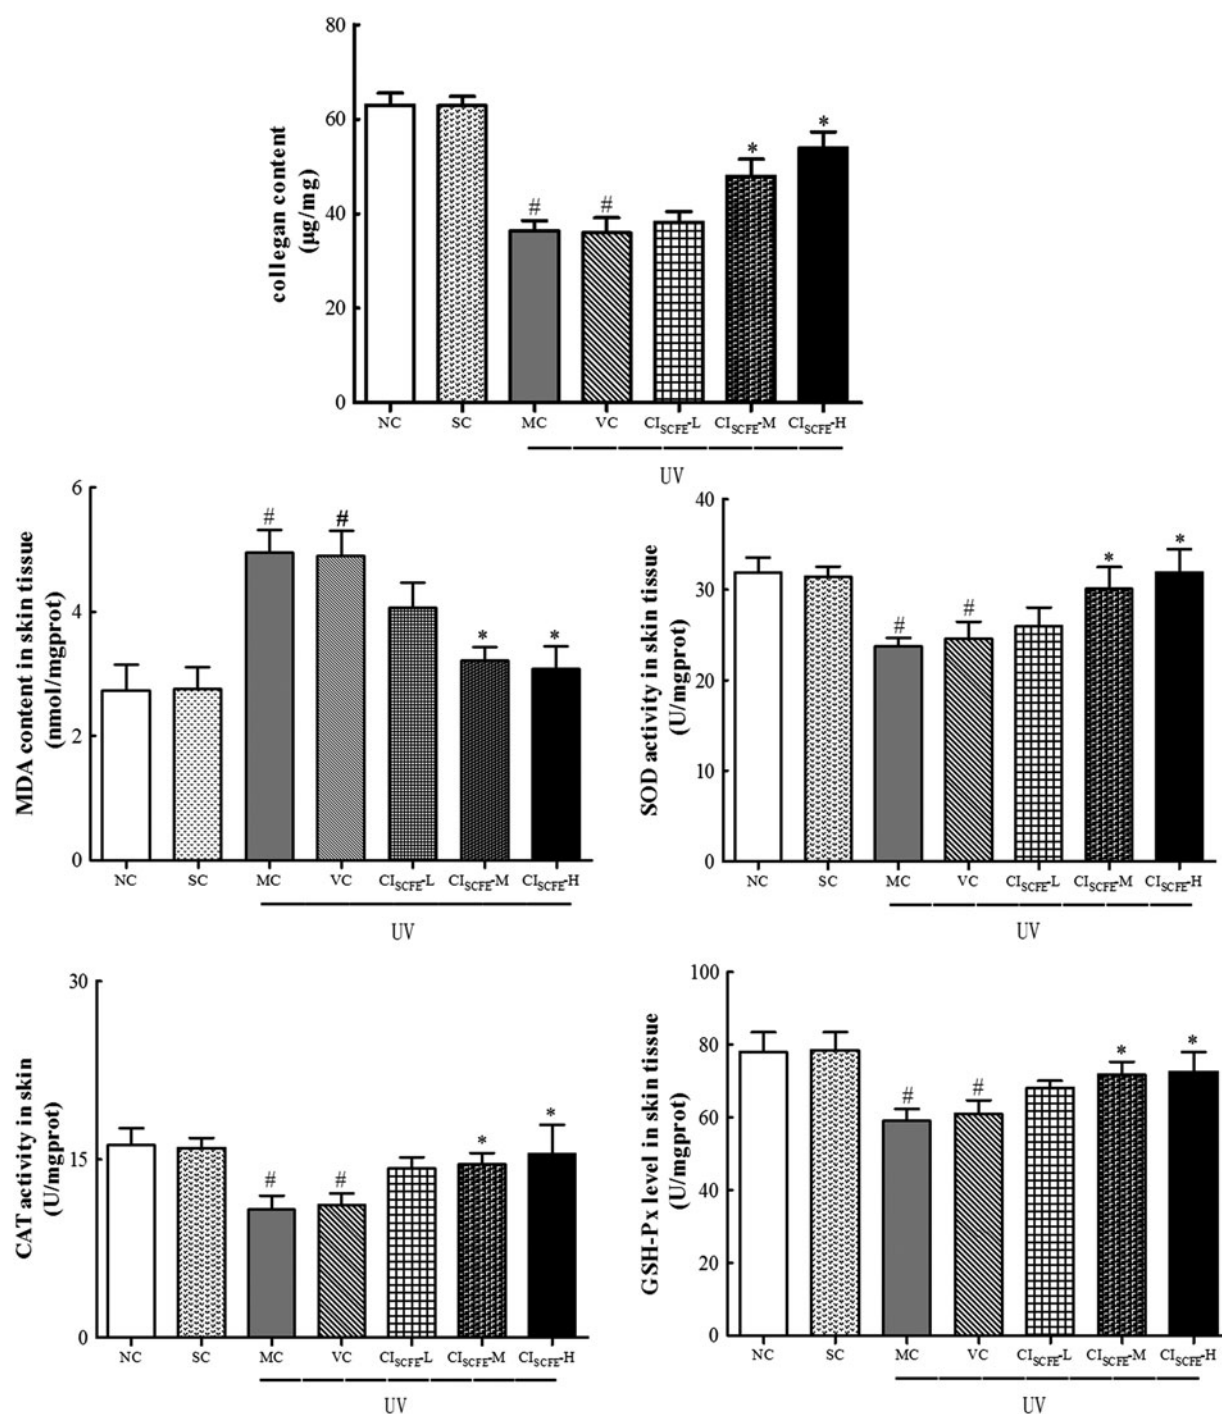 collegan content
(µg/mg)
80
60
40
20
0
#
#
*
*
NC SC MC VC CI_SCFE-L CI_SCFE-M CI_SCFE-H
UV
MDA content in skin tissue
(nmol/mgprot)
6
4
2
0
#
#
*
*
NC SC MC VC CI_SCFE-L CI_SCFE-M CI_SCFE-H
UV
SOD activity in skin tissue
(U/mgprot)
40
30
20
10
0
#
#
*
*
NC SC MC VC CI_SCFE-L CI_SCFE-M CI_SCFE-H
UV
CAT activity in skin
(U/mgprot)
30
15
0
#
#
*
*
NC SC MC VC CI_SCFE-L CI_SCFE-M CI_SCFE-H
UV
GSH-Px level in skin tissue
(U/mgprot)
100
80
60
40
20
0
#
#
*
*
NC SC MC VC CI_SCFE-L CI_SCFE-M CI_SCFE-H
UV